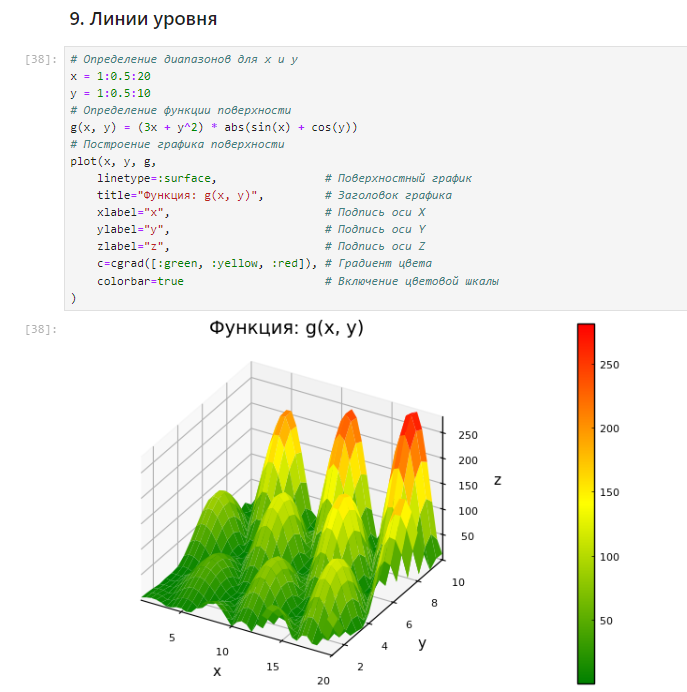 9. Линии уровня
[38]:
# Определение диапазонов для x и y
x = 1:0.5:20
y = 1:0.5:10
# Определение функции поверхности
g(x, y) = (3x + y^2) * abs(sin(x) + cos(y))
# Построение графика поверхности
plot(x, y, g,
    linetype=:surface,                # Поверхностный график
    title="Функция: g(x, y)",         # Заголовок графика
    xlabel="x",                       # Подпись оси X
    ylabel="y",                       # Подпись оси Y
    zlabel="z",                       # Подпись оси Z
    c=cgrad([:green, :yellow, :red]), # Градиент цвета
    colorbar=true                     # Включение цветовой шкалы
)
[38]:
Функция: g(x, y)
250
200
150
100
50
z
10
8
6
4
2
y
5
10
15
20
x
250
200
150
100
50